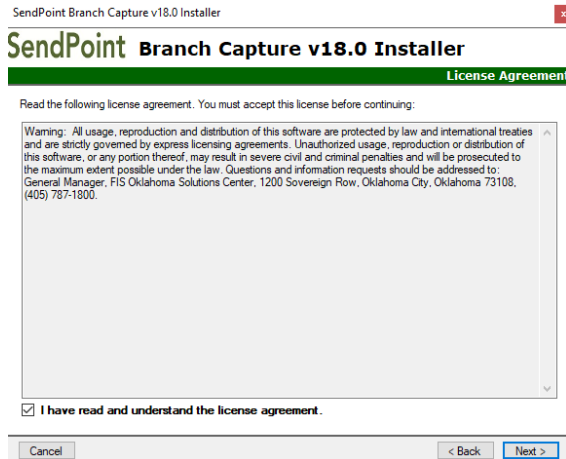 SendPoint Branch Capture v18.0 Installer
SendPoint Branch Capture v18.0 Installer
License Agreement
Read the following license agreement. You must accept this license before continuing:
Warning: All usage, reproduction and distribution of this software are protected by law and international treaties
and are strictly governed by express licensing agreements. Unauthorized usage, reproduction or distribution of
this software, or any portion thereof, may result in severe civil and criminal penalties and will be prosecuted to
the maximum extent possible under the law. Questions and information requests should be addressed to:
General Manager, FIS Oklahoma Solutions Center, 1200 Sovereign Row, Oklahoma City, Oklahoma 73108,
(405) 787-1800.
I have read and understand the license agreement.
Cancel < Back Next >